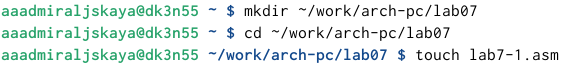 aaadmiraljskaya@dk3n55 ~ $ mkdir ~/work/arch-pc/lab07
aaadmiraljskaya@dk3n55 ~ $ cd ~/work/arch-pc/lab07
aaadmiraljskaya@dk3n55 ~/work/arch-pc/lab07 $ touch lab7-1.asm